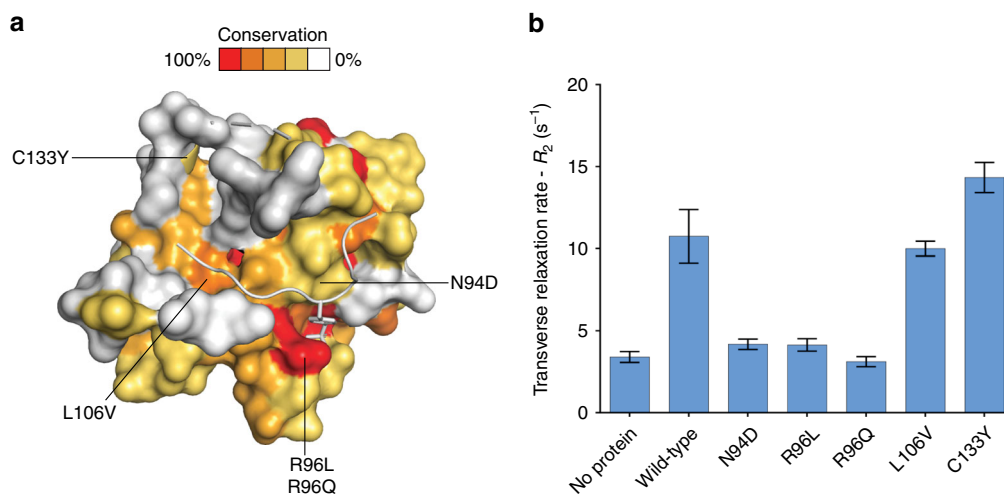 a
Conservation
100% 0%
C133Y
N94D
L106V
R96L
R96Q
b
Transverse relaxation rate - R₂ (s⁻¹)
20
15
10
5
0
No protein
Wild-type
N94D
R96L
R96Q
L106V
C133Y